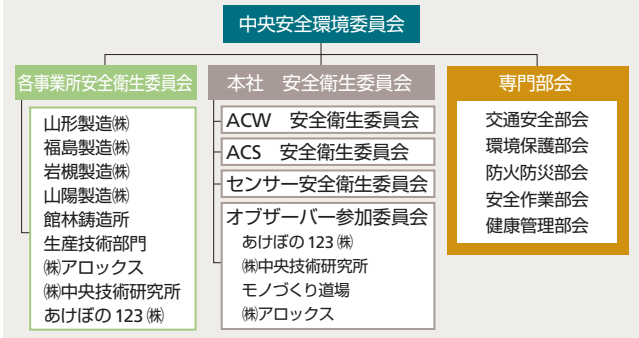 中央安全環境委員会
各事業所安全衛生委員会
山形製造㈱
福島製造㈱
岩槻製造㈱
山陽製造㈱
館林鋳造所
生産技術部門
㈱アロックス
㈱中央技術研究所
あけぼの123㈱
本社　安全衛生委員会
ACW　安全衛生委員会
ACS　安全衛生委員会
センサー安全衛生委員会
オブザーバー参加委員会
あけぼの123㈱
㈱中央技術研究所
モノづくり道場
㈱アロックス
専門部会
交通安全部会
環境保護部会
防火防災部会
安全作業部会
健康管理部会